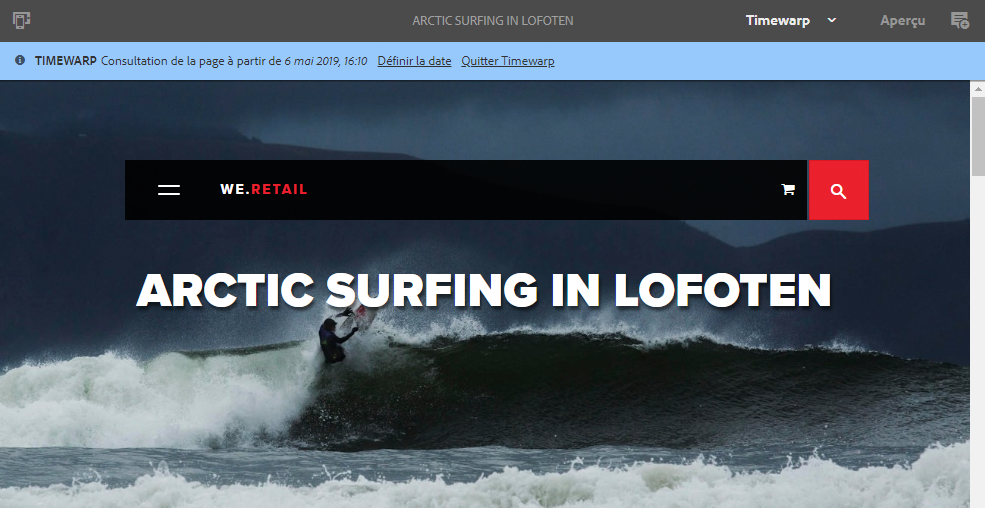 ARCTIC SURFING IN LOFOTEN
Timewarp
Aperçu
TIMEWARP Consultation de la page à partir de 6 mai 2019, 16:10 Définir la date Quitter Timewarp
WE.RETAIL
ARCTIC SURFING IN LOFOTEN